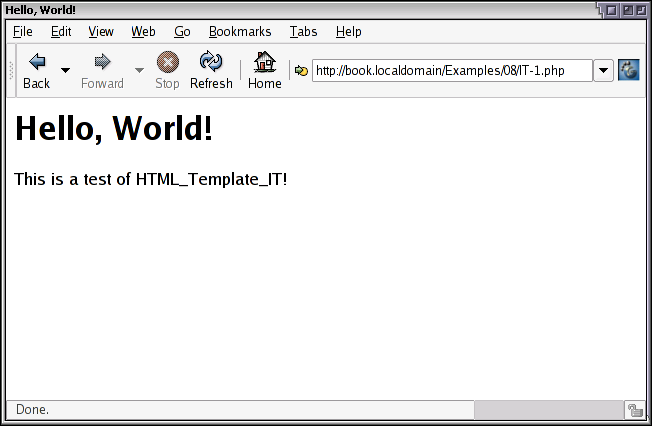 Hello, World!
File Edit View Web Go Bookmarks Tabs Help
Back Forward Stop Refresh Home http://book.localdomain/Examples/08/IT-1.php
Hello, World!
This is a test of HTML_Template_IT!
Done.